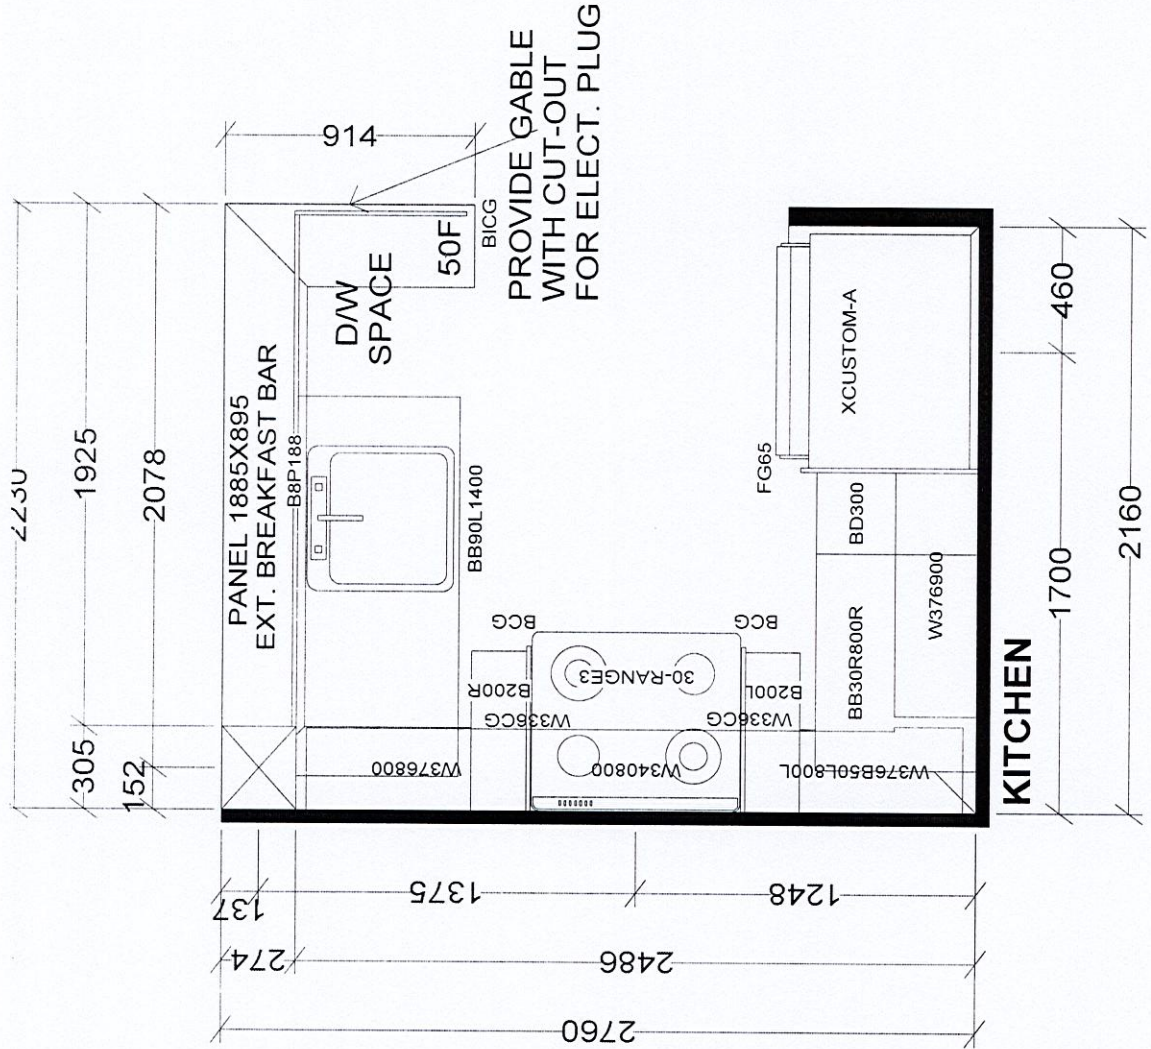 914
2230
1925
2078
305
152
PANEL 1885X895
EXT. BREAKFAST BAR
B8P188
D/W
SPACE
50F
BICG
PROVIDE GABLE
WITH CUT-OUT
FOR ELECT. PLUG
BB90L1400
BCG
B200R
W336CG
W376800
30-RANGE3
W340800
BCG
B200L
W336CG
W376B50L800L
FG65
XCUSTOM-A
BD300
BB30R800R
W376900
KITCHEN
460
1700
2160
137
1375
1248
274
2486
2760